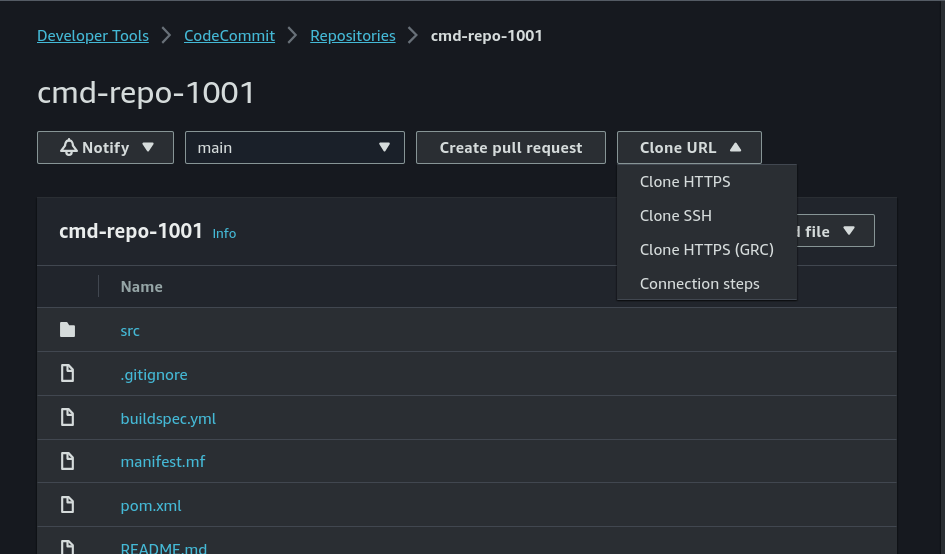 Developer Tools CodeCommit Repositories cmd-repo-1001
cmd-repo-1001
Notify main Create pull request Clone URL
Clone HTTPS
Clone SSH
Clone HTTPS (GRC)
Connection steps
cmd-repo-1001 Info file
Name
src
.gitignore
buildspec.yml
manifest.mf
pom.xml
README.md